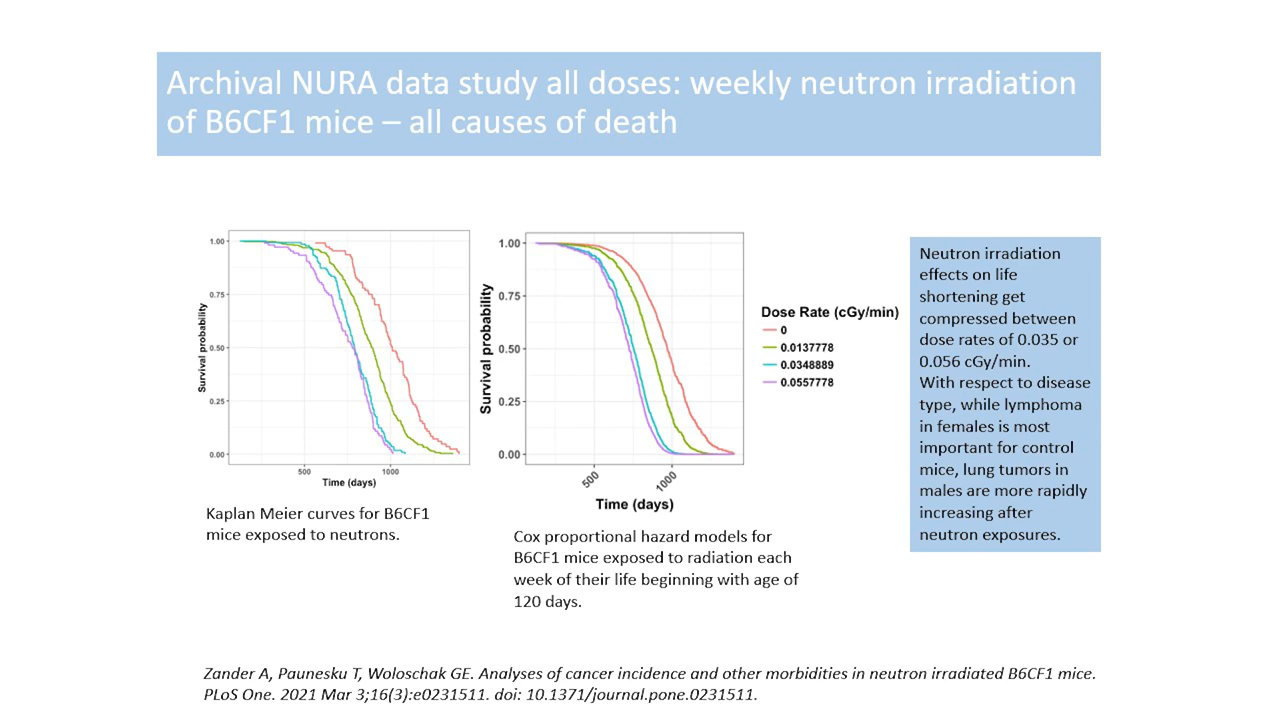 Archival NURA data study all doses: weekly neutron irradiation
of B6CF1 mice – all causes of death
1.00
0.75
0.50
0.25
0.00
Survival probability
500
1000
Time (days)
Kaplan Meier curves for B6CF1
mice exposed to neutrons.
1.00
0.75
0.50
0.25
0.00
Survival probability
500
1000
Time (days)
Cox proportional hazard models for
B6CF1 mice exposed to radiation each
week of their life beginning with age of
120 days.
Dose Rate (cGy/min)
0
0.0137778
0.0348889
0.0557778
Neutron irradiation
effects on life
shortening get
compressed between
dose rates of 0.035 or
0.056 cGy/min.
With respect to disease
type, while lymphoma
in females is most
important for control
mice, lung tumors in
males are more rapidly
increasing after
neutron exposures.
Zander A, Paunesku T, Woloschak GE. Analyses of cancer incidence and other morbidities in neutron irradiated B6CF1 mice.
PLoS One. 2021 Mar 3;16(3):e0231511. doi: 10.1371/journal.pone.0231511.